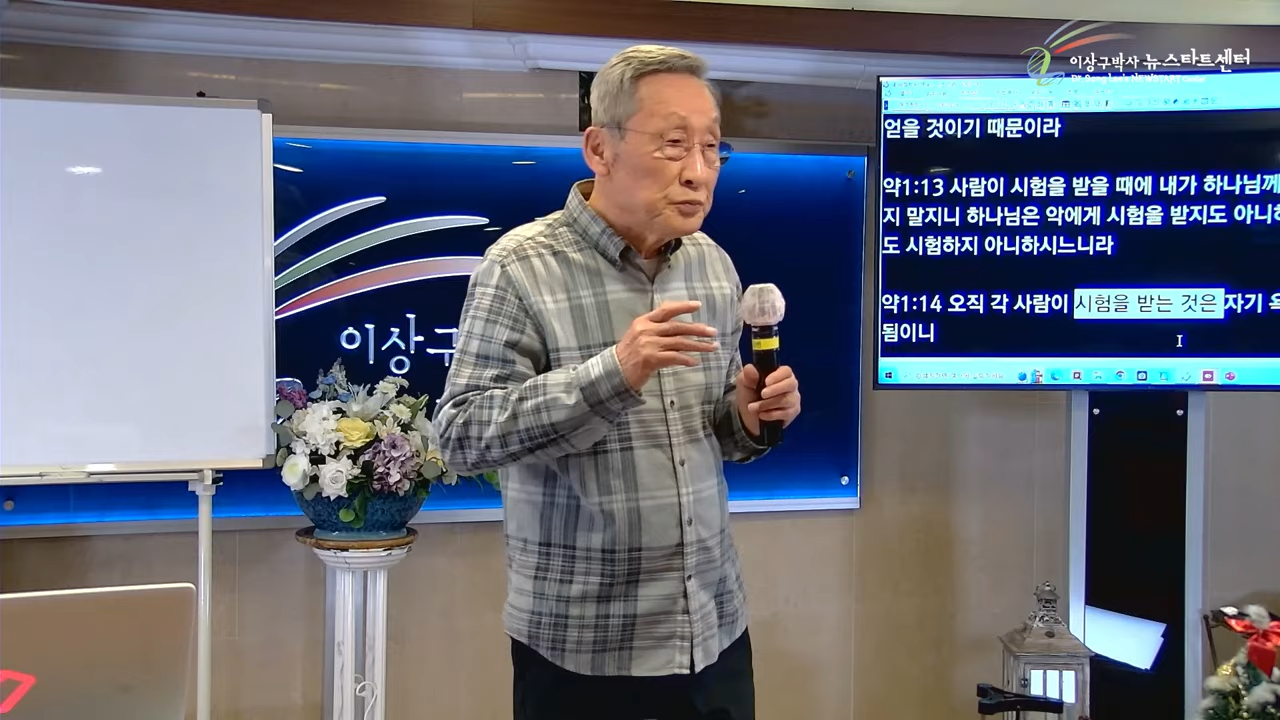 이상구박사 뉴스타트센터
Dr. Sang Lee's NEWSTART Center
얻을 것이기 때문이라
약1:13 사람이 시험을 받을 때에 내가 하나님께
지 말지니 하나님은 악에게 시험을 받지도 아니하
도 시험하지 아니하시느니라
약1:14 오직 각 사람이 시험을 받는 것은 자기
됨이니
이상구